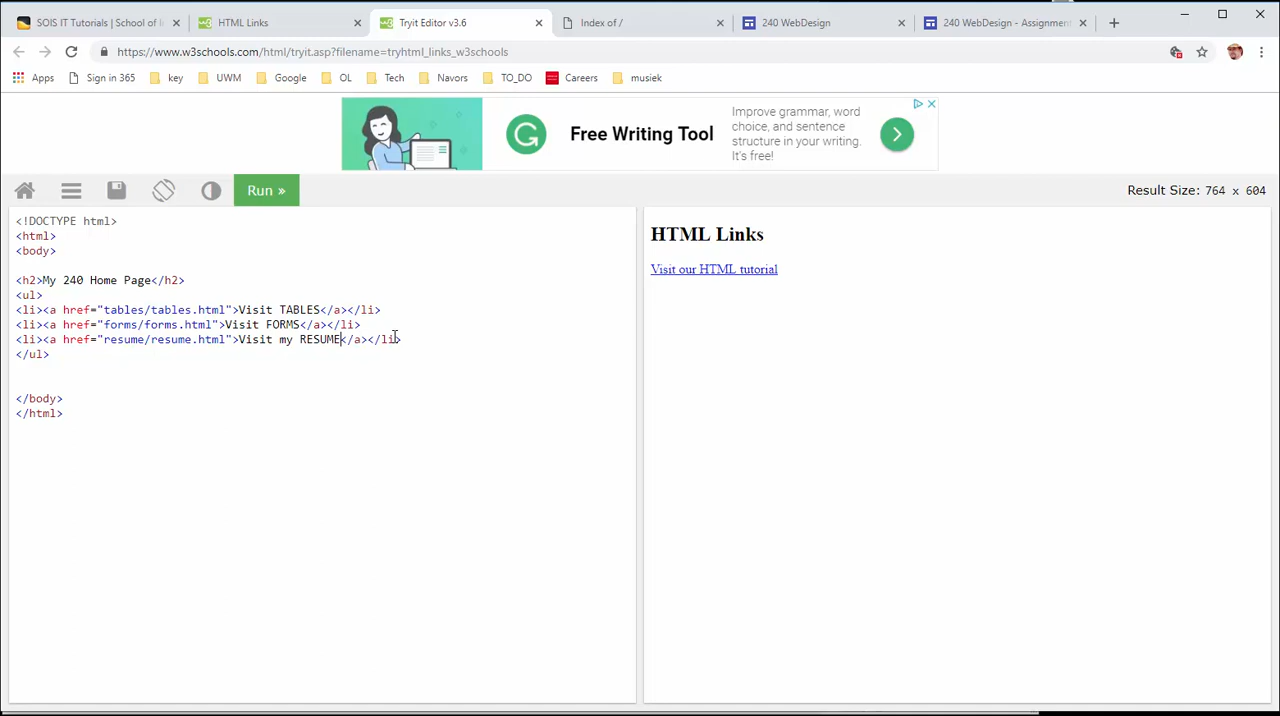 SOIS IT Tutorials | School of I
HTML Links
Tryit Editor v3.6
Index of /
240 WebDesign
240 WebDesign - Assignment
https://www.w3schools.com/html/tryit.asp?filename=tryhtml_links_w3schools
Apps
Sign in 365
key
UWM
Google
OL
Tech
Navors
TO_DO
Careers
musiek
Free Writing Tool
Improve grammar, word
choice, and sentence
structure in your writing.
It's free!
Run »
Result Size: 764 x 604
<!DOCTYPE html>
<html>
<body>
<h2>My 240 Home Page</h2>
<ul>
<li><a href="tables/tables.html">Visit TABLES</a></li>
<li><a href="forms/forms.html">Visit FORMS</a></li>
<li><a href="resume/resume.html">Visit my RESUME</a></li>
</ul>
</body>
</html>
HTML Links
Visit our HTML tutorial